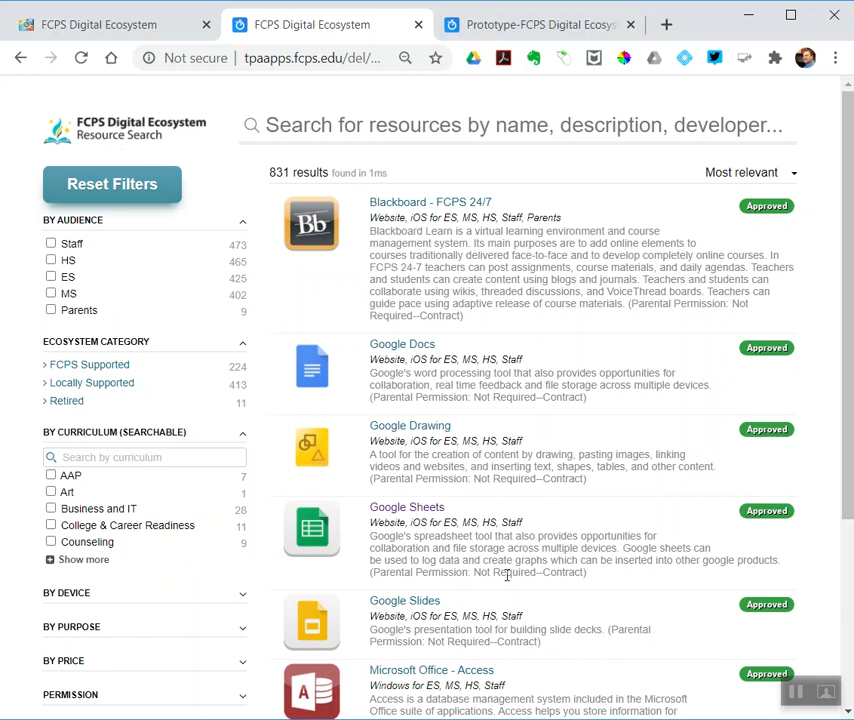 FCPS Digital Ecosystem
FCPS Digital Ecosystem
Prototype-FCPS Digital Ecosys
Not secure
tpaapps.fcps.edu/del/...
FCPS Digital Ecosystem
Resource Search
Search for resources by name, description, developer...
Reset Filters
831 results found in 1ms
Most relevant
BY AUDIENCE
Staff 473
HS 465
ES 425
MS 402
Parents 9
ECOSYSTEM CATEGORY
FCPS Supported 224
Locally Supported 413
Retired 11
BY CURRICULUM (SEARCHABLE)
Search by curriculum
AAP 7
Art 1
Business and IT 28
College & Career Readiness 11
Counseling 9
Show more
BY DEVICE
BY PURPOSE
BY PRICE
PERMISSION
Bb
Blackboard - FCPS 24/7
Approved
Website, iOS for ES, MS, HS, Staff, Parents
Blackboard Learn is a virtual learning environment and course
management system. Its main purposes are to add online elements to
courses traditionally delivered face-to-face and to develop completely online courses. In
FCPS 24-7 teachers can post assignments, course materials, and daily agendas. Teachers
and students can create content using blogs and journals. Teachers and students can
collaborate using wikis, threaded discussions, and VoiceThread boards. Teachers can
guide pace using adaptive release of course materials. (Parental Permission: Not
Required--Contract)
Google Docs
Approved
Website, iOS for ES, MS, HS, Staff
Google's word processing tool that also provides opportunities for
collaboration, real time feedback and file storage across multiple devices.
(Parental Permission: Not Required--Contract)
Google Drawing
Approved
Website, iOS for ES, MS, HS, Staff
A tool for the creation of content by drawing, pasting images, linking
videos and websites, and inserting text, shapes, tables, and other content.
(Parental Permission: Not Required--Contract)
Google Sheets
Approved
Website, iOS for ES, MS, HS, Staff
Google's spreadsheet tool that also provides opportunities for
collaboration and file storage across multiple devices. Google sheets can
be used to log data and create graphs which can be inserted into other google products.
(Parental Permission: Not Required--Contract)
Google Slides
Approved
Website, iOS for ES, MS, HS, Staff
Google's presentation tool for building slide decks. (Parental
Permission: Not Required--Contract)
A
Microsoft Office - Access
Approved
Windows for ES, MS, HS, Staff
Access is a database management system included in the Microsoft
Office suite of applications. Access helps you store information for